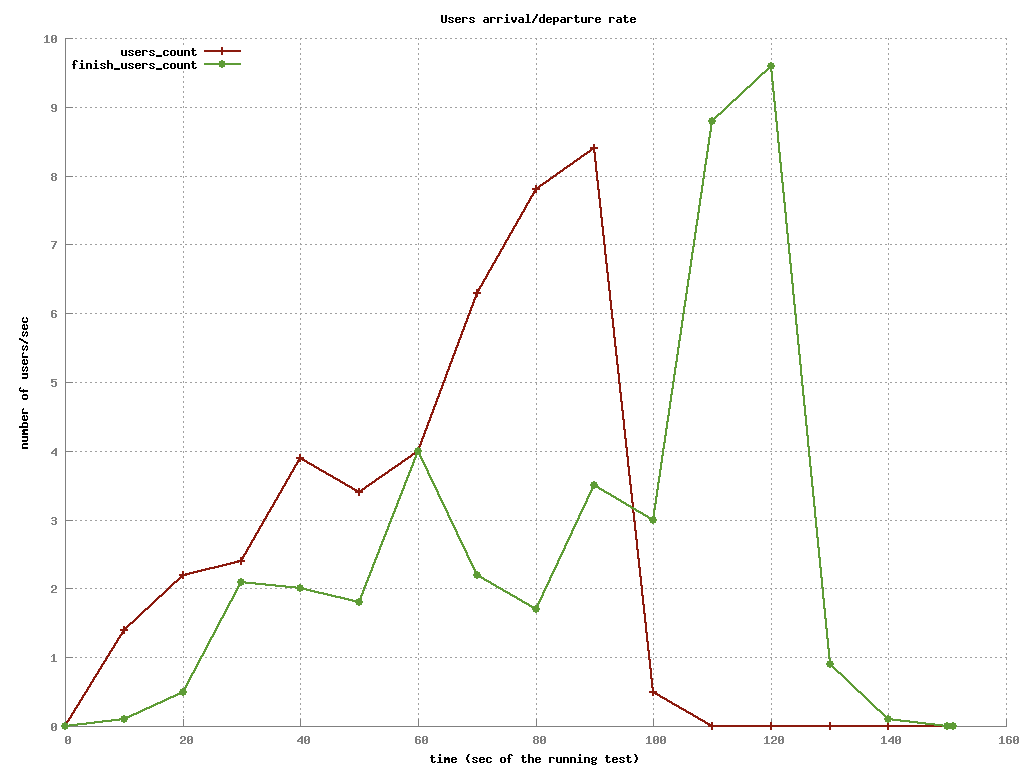 Users arrival/departure rate
users_count
finish_users_count
10
9
8
7
6
5
4
3
2
1
0
number of users/sec
0 20 40 60 80 100 120 140 160
time (sec of the running test)